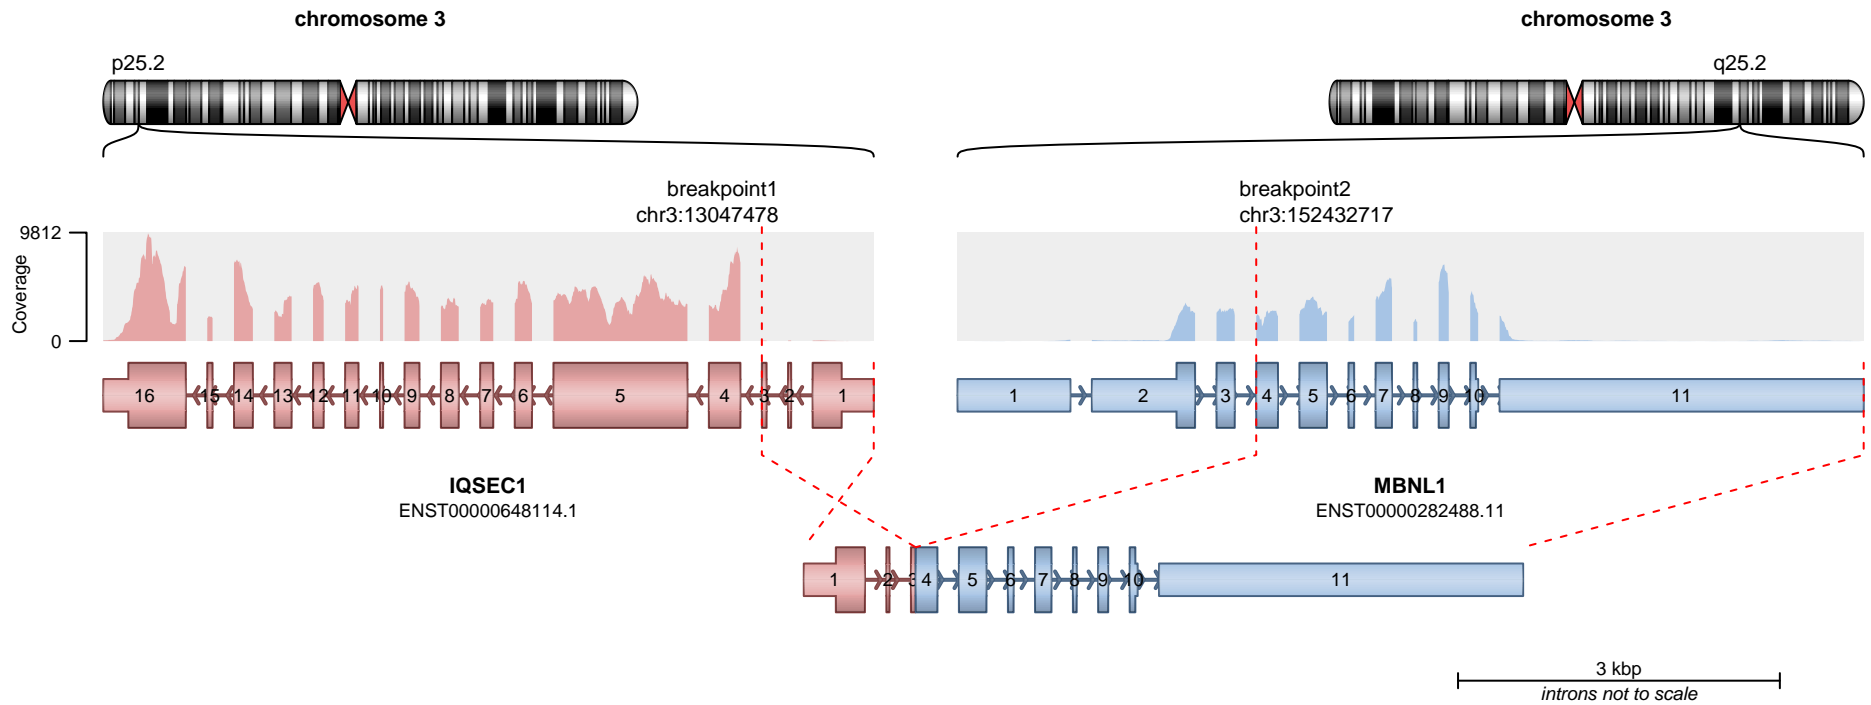 chromosome 3
chromosome 3
p25.2
q25.2
breakpoint1
chr3:13047478
breakpoint2
chr3:152432717
9812
Coverage
0
16 15 14 13 12 11 10 9 8 7 6 5 4 3 2 1
1 2 3 4 5 6 7 8 9 10 11
IQSEC1
ENST00000648114.1
MBNL1
ENST00000282488.11
1 2 3 4 5 6 7 8 9 10 11
3 kbp
introns not to scale